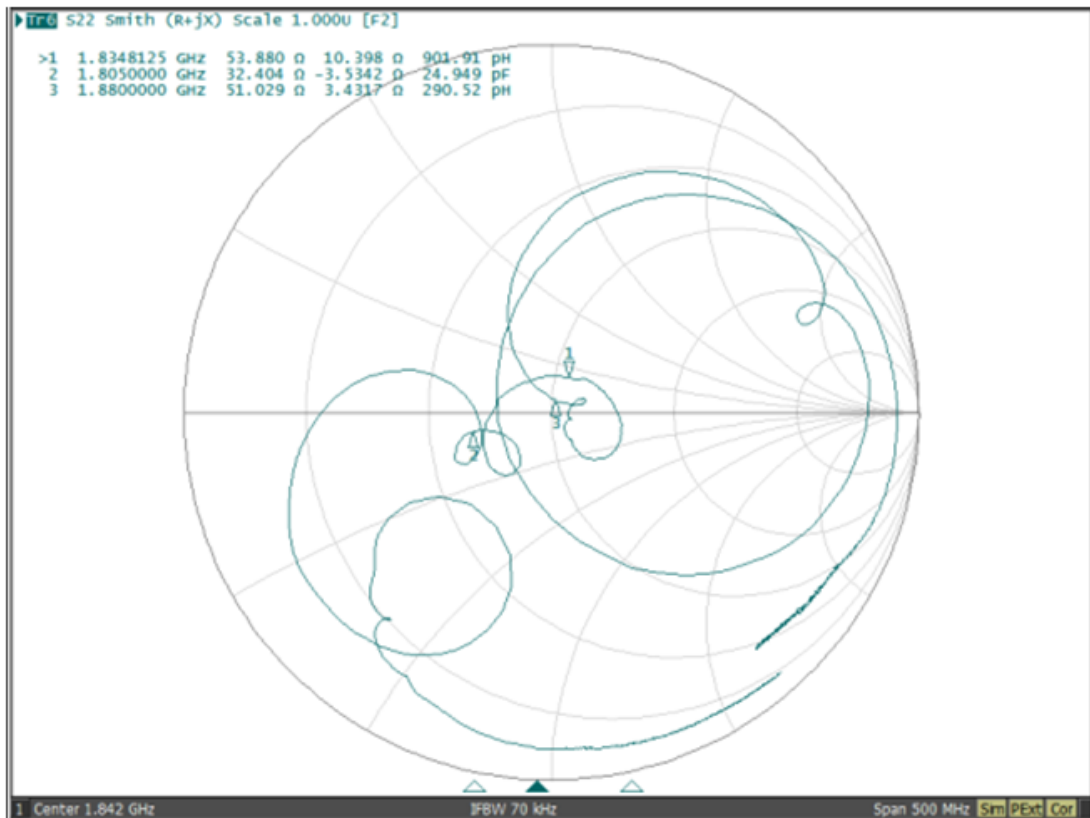 Tr6 S22 Smith (R+jX) Scale 1.000U [F2]
>1 1.8348125 GHz 53.880 Ω 10.398 Ω 901.91 pH
2 1.8050000 GHz 32.404 Ω -3.5342 Ω 24.949 pF
3 1.8800000 GHz 51.029 Ω 3.4317 Ω 290.52 pH
1
3
2
1 Center 1.842 GHz IFBW 70 kHz Span 500 MHz Sim PExt Cor